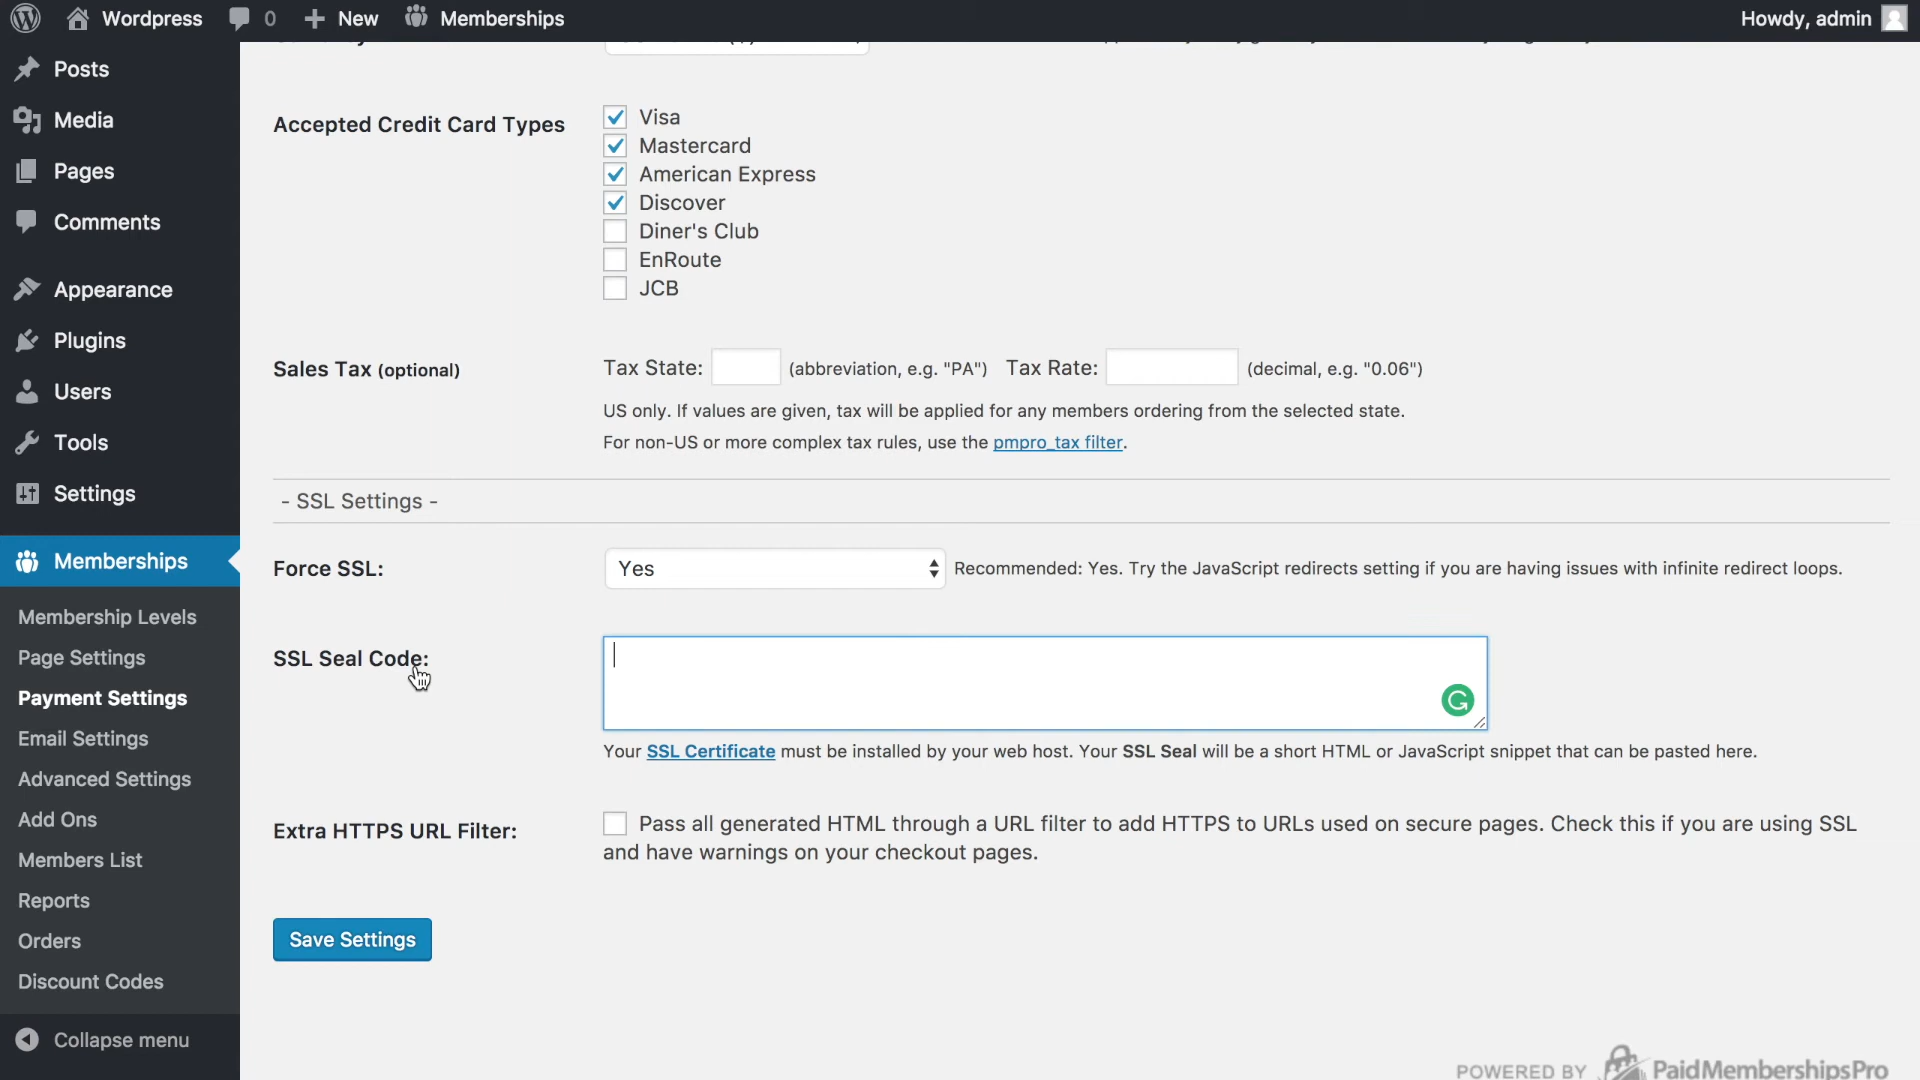 Wordpress
0
New
Memberships
Howdy, admin
Posts
Media
Pages
Comments
Appearance
Plugins
Users
Tools
Settings
Memberships
Membership Levels
Page Settings
Payment Settings
Email Settings
Advanced Settings
Add Ons
Members List
Reports
Orders
Discount Codes
Collapse menu
Accepted Credit Card Types
Visa
Mastercard
American Express
Discover
Diner's Club
EnRoute
JCB
Sales Tax (optional)
Tax State: (abbreviation, e.g. "PA") Tax Rate: (decimal, e.g. "0.06")
US only. If values are given, tax will be applied for any members ordering from the selected state.
For non-US or more complex tax rules, use the pmpro_tax filter.
- SSL Settings -
Force SSL:
Yes
Recommended: Yes. Try the JavaScript redirects setting if you are having issues with infinite redirect loops.
SSL Seal Code:
Your SSL Certificate must be installed by your web host. Your SSL Seal will be a short HTML or JavaScript snippet that can be pasted here.
Extra HTTPS URL Filter:
Pass all generated HTML through a URL filter to add HTTPS to URLs used on secure pages. Check this if you are using SSL
and have warnings on your checkout pages.
Save Settings
POWERED BY PaidMembershipsPro